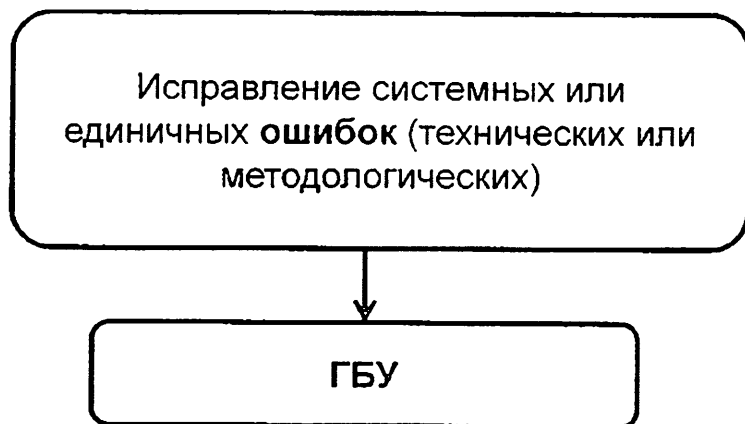 Исправление системных или
единичных ошибок (технических или
методологических)
ГБУ